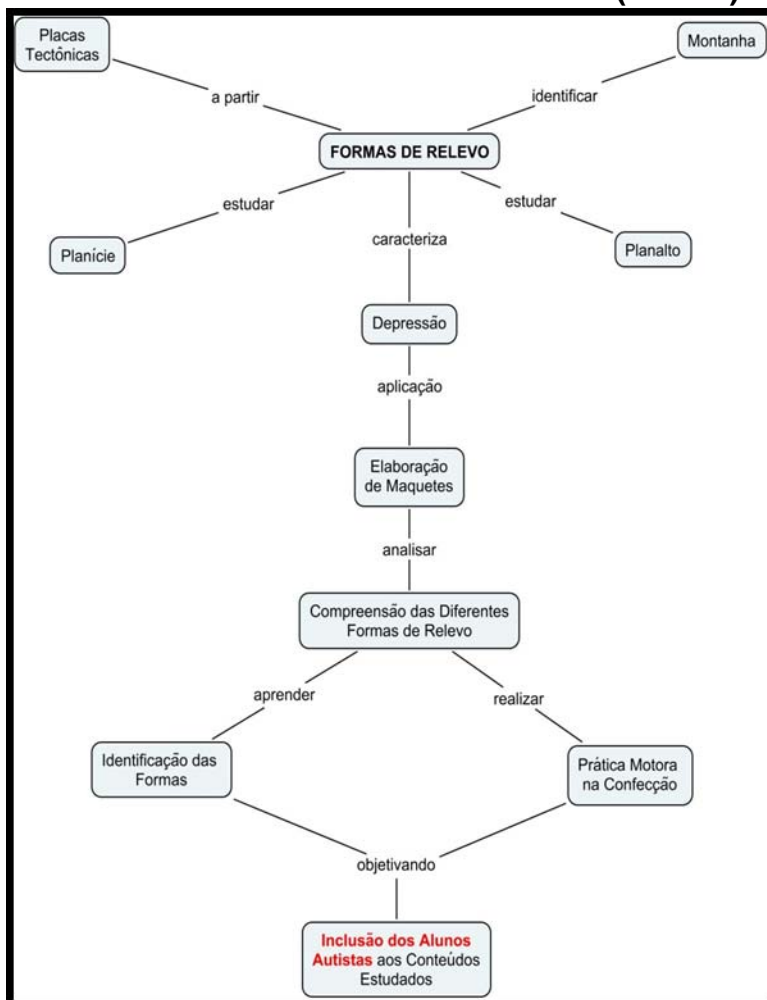 Placas
Tectônicas
Montanha
a partir
identificar
FORMAS DE RELEVO
estudar
estudar
caracteriza
Planície
Planalto
Depressão
aplicação
Elaboração
de Maquetes
analisar
Compreensão das Diferentes
Formas de Relevo
aprender
realizar
Identificação das
Formas
Prática Motora
na Confecção
objetivando
Inclusão dos Alunos
Autistas aos Conteúdos
Estudados